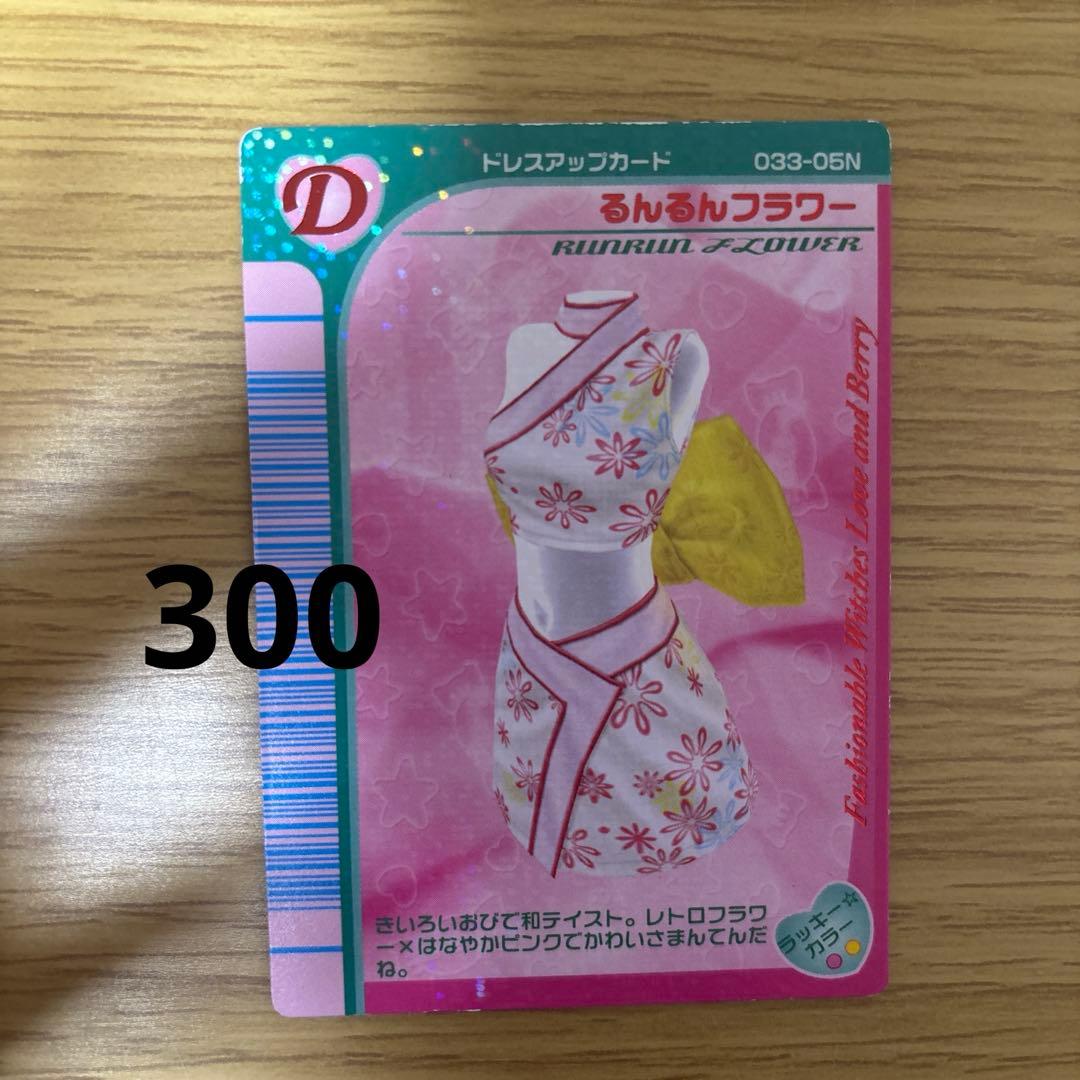 D
ドレスアップカード 033-05N
るんるんフラワー
RUNRUN FLOWER
Fashionable Witches Love and Berry
300
きいろいおびで和テイスト。レトロフラワ
ー×はなやかピンクでかわいさまんてんだ
ね。
ラッキー☆
カラー